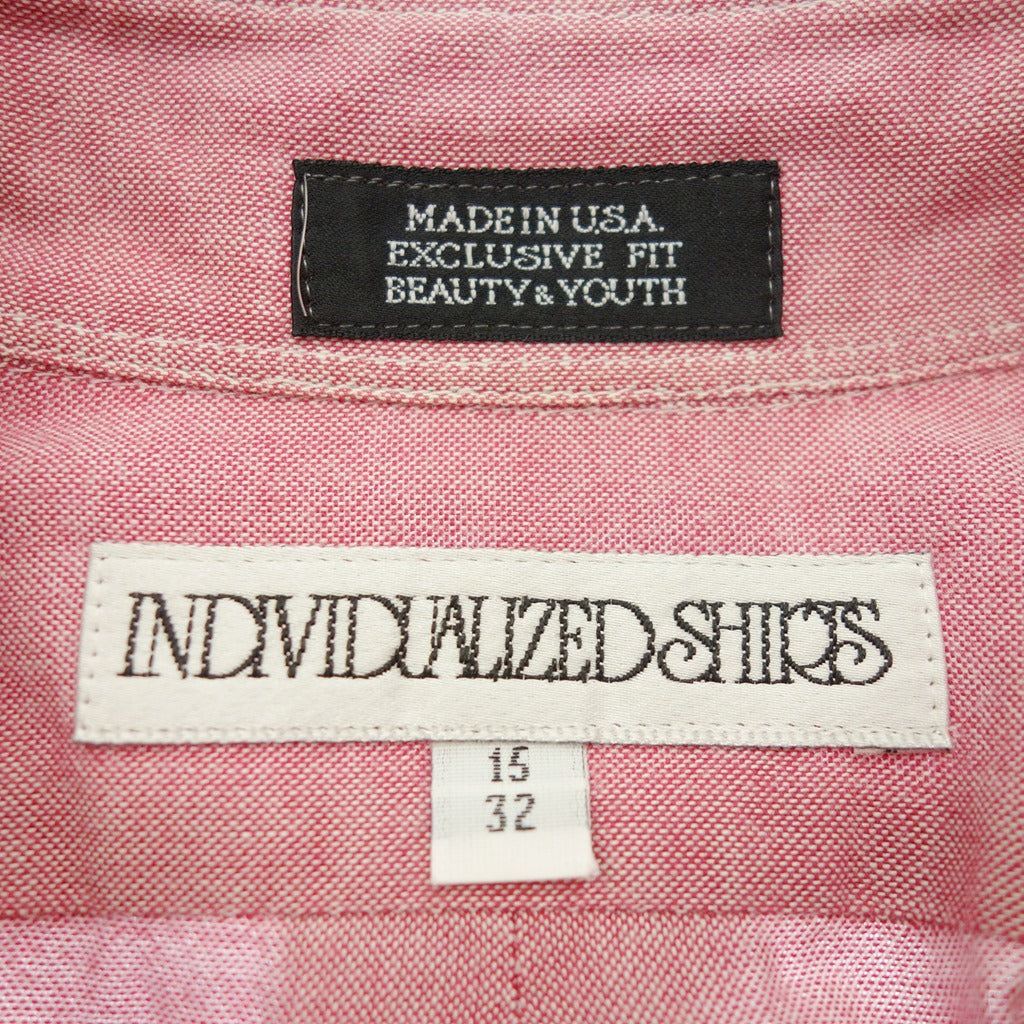 MADE IN U.S.A.
EXCLUSIVE FIT
BEAUTY & YOUTH
INDIVIDUALIZED SHIRTS
15
32